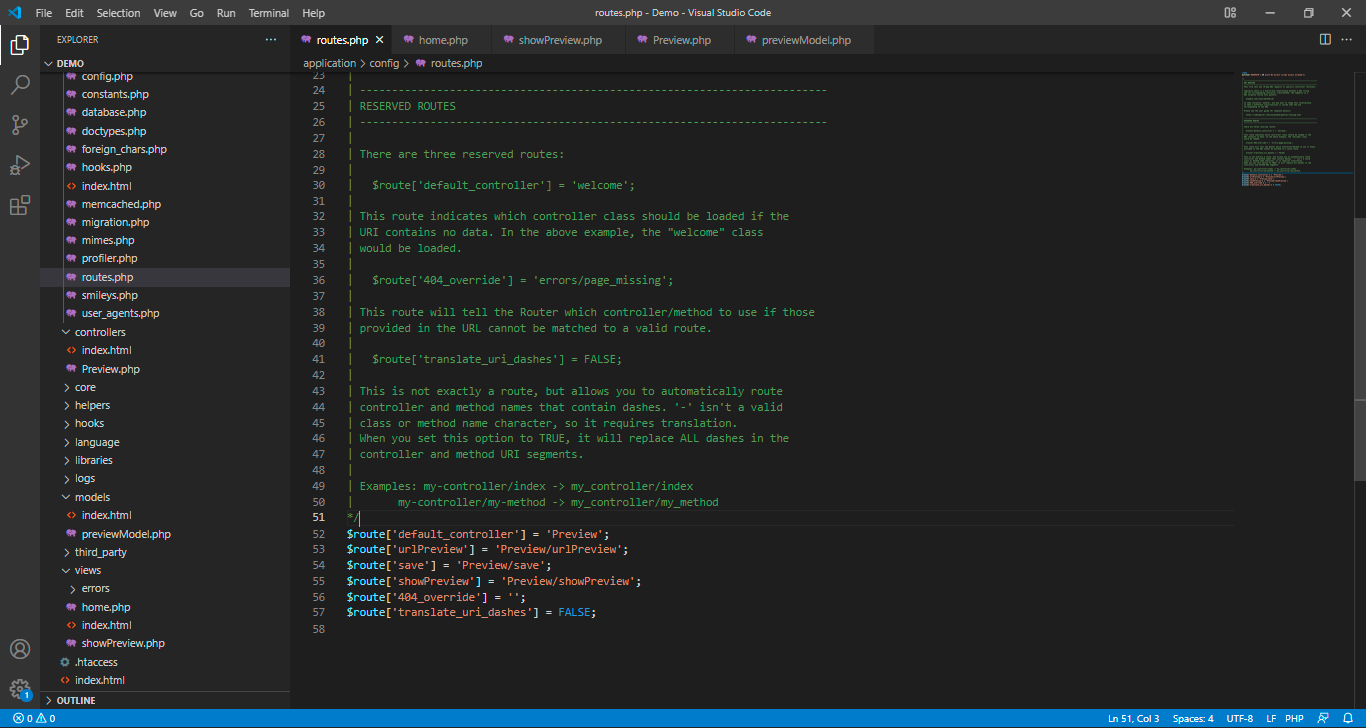 File Edit Selection View Go Run Terminal Help
routes.php - Demo - Visual Studio Code
EXPLORER
DEMO
config.php
constants.php
database.php
doctypes.php
foreign_chars.php
hooks.php
index.html
memcached.php
migration.php
mimes.php
profiler.php
routes.php
smileys.php
user_agents.php
controllers
index.html
Preview.php
core
helpers
hooks
language
libraries
logs
models
index.html
previewModel.php
third_party
views
errors
home.php
index.html
showPreview.php
.htaccess
index.html
OUTLINE
routes.php home.php showPreview.php Preview.php previewModel.php
application > config > routes.php
23 |
24 | -------------------------------------------------------------------------
25 | RESERVED ROUTES
26 | -------------------------------------------------------------------------
27 |
28 | There are three reserved routes:
29 |
30 | $route['default_controller'] = 'welcome';
31 |
32 | This route indicates which controller class should be loaded if the
33 | URI contains no data. In the above example, the "welcome" class
34 | would be loaded.
35 |
36 | $route['404_override'] = 'errors/page_missing';
37 |
38 | This route will tell the Router which controller/method to use if those
39 | provided in the URL cannot be matched to a valid route.
40 |
41 | $route['translate_uri_dashes'] = FALSE;
42 |
43 | This is not exactly a route, but allows you to automatically route
44 | controller and method names that contain dashes. '-' isn't a valid
45 | class or method name character, so it requires translation.
46 | When you set this option to TRUE, it will replace ALL dashes in the
47 | controller and method URI segments.
48 |
49 | Examples: my-controller/index -> my_controller/index
50 | my-controller/my-method -> my_controller/my_method
51 */
52 $route['default_controller'] = 'Preview';
53 $route['urlPreview'] = 'Preview/urlPreview';
54 $route['save'] = 'Preview/save';
55 $route['showPreview'] = 'Preview/showPreview';
56 $route['404_override'] = '';
57 $route['translate_uri_dashes'] = FALSE;
58
1
0 0
Ln 51, Col 3 Spaces: 4 UTF-8 LF PHP